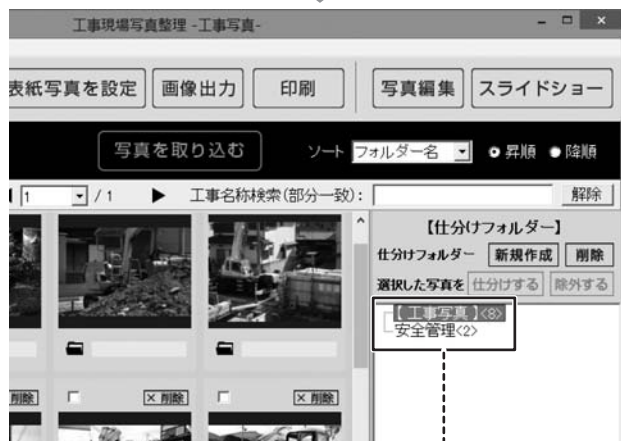 工事現場写真整理 -工事写真-
表紙写真を設定 画像出力 印刷 写真編集 スライドショー
写真を取り込む ソート フォルダー名 昇順 降順
1 / 1 工事名称検索(部分一致): 解除
【仕分けフォルダー】
仕分けフォルダー 新規作成 削除
選択した写真を 仕分けする 除外する
【工事写真】<8>
安全管理<2>
削除 × 削除 × 削除